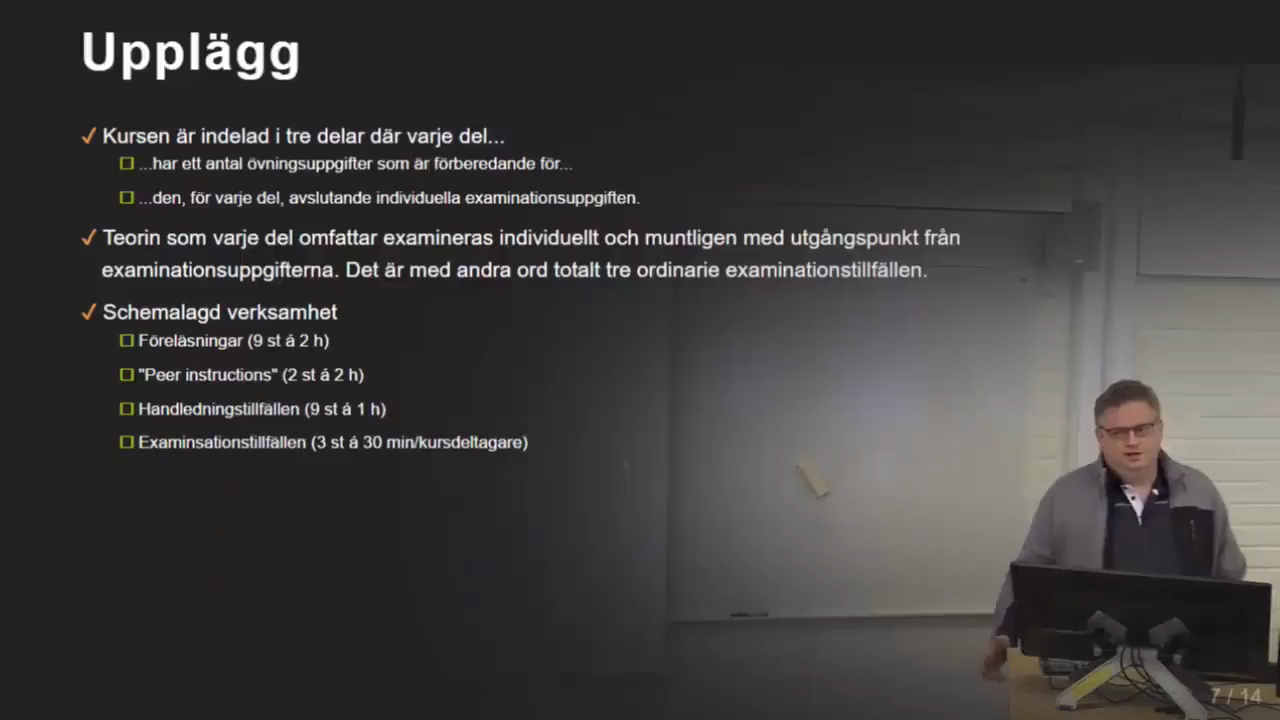 Upplägg
Kursen är indelad i tre delar där varje del...
...har ett antal övningsuppgifter som är förberedande för...
...den, för varje del, avslutande individuella examinationsuppgiften.
Teorin som varje del omfattar examineras individuellt och muntligen med utgångspunkt från
examinationsuppgifterna. Det är med andra ord totalt tre ordinarie examinationstillfällen.
Schemalagd verksamhet
Föreläsningar (9 st á 2 h)
"Peer instructions" (2 st á 2 h)
Handledningstillfällen (9 st á 1 h)
Examinsationstillfällen (3 st á 30 min/kursdeltagare)
7 / 14